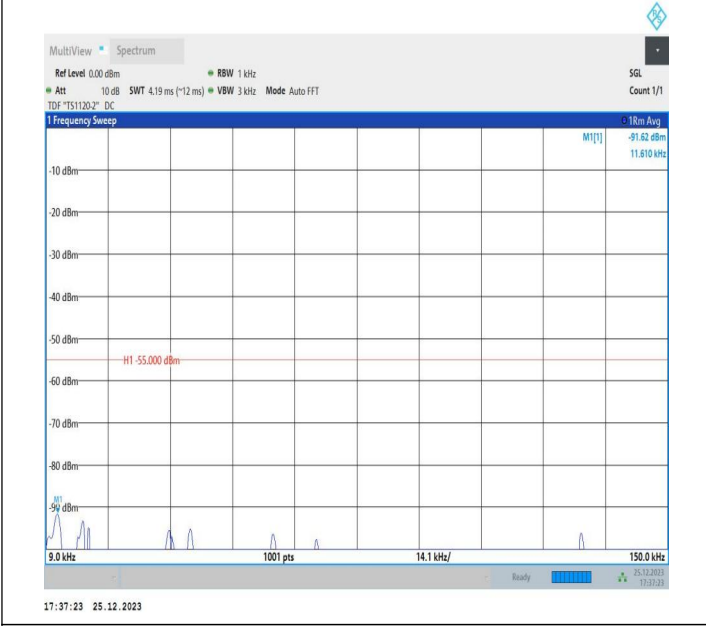 MultiView Spectrum
Ref Level 0.00 dBm RBW 1 kHz SGL
Att 10 dB SWT 4.19 ms (~12 ms) VBW 3 kHz Mode Auto FFT Count 1/1
TDF "TS1120-2" DC
1 Frequency Sweep 1Rm Avg
M1[1] -91.62 dBm
11.610 kHz
-10 dBm
-20 dBm
-30 dBm
-40 dBm
-50 dBm
H1 -55.000 dBm
-60 dBm
-70 dBm
-80 dBm
M1
-90 dBm
9.0 kHz 1001 pts 14.1 kHz/ 150.0 kHz
Ready 25.12.2023
17:37:23
17:37:23 25.12.2023